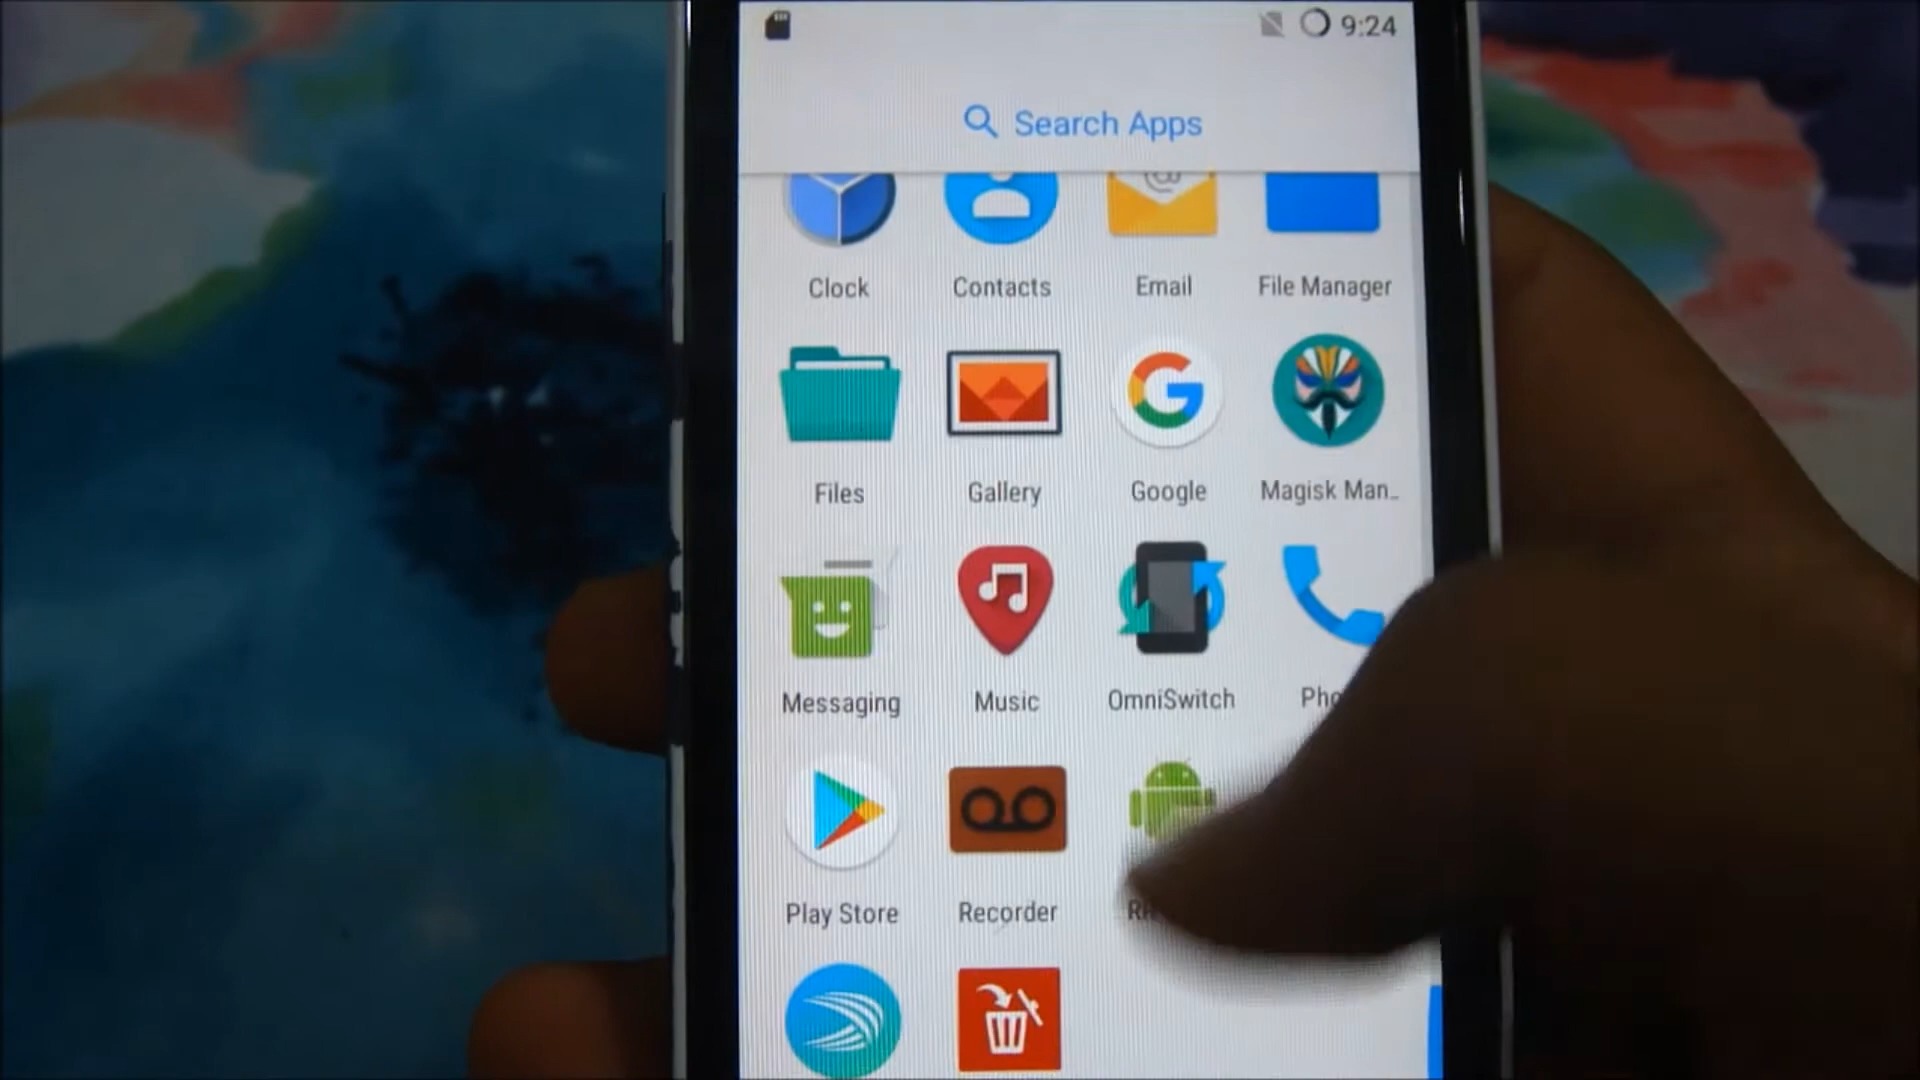 9:24
Search Apps
Clock Contacts Email File Manager
Files Gallery Google Magisk Man..
Messaging Music OmniSwitch
Play Store Recorder